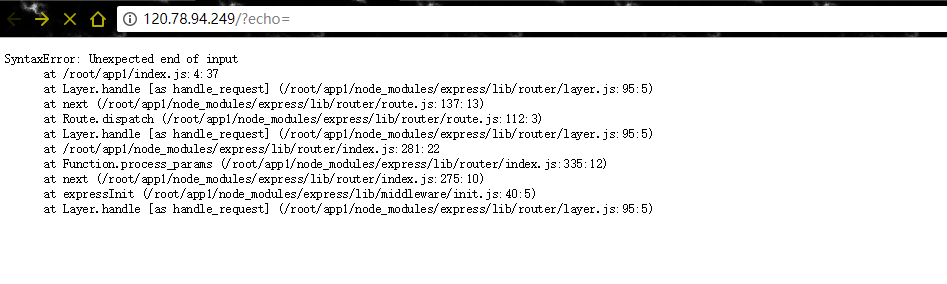 120.78.94.249/?echo=
SyntaxError: Unexpected end of input
at /root/app1/index.js:4:37
at Layer.handle [as handle_request] (/root/app1/node_modules/express/lib/router/layer.js:95:5)
at next (/root/app1/node_modules/express/lib/router/route.js:137:13)
at Route.dispatch (/root/app1/node_modules/express/lib/router/route.js:112:3)
at Layer.handle [as handle_request] (/root/app1/node_modules/express/lib/router/layer.js:95:5)
at /root/app1/node_modules/express/lib/router/index.js:281:22
at Function.process_params (/root/app1/node_modules/express/lib/router/index.js:335:12)
at next (/root/app1/node_modules/express/lib/router/index.js:275:10)
at expressInit (/root/app1/node_modules/express/lib/middleware/init.js:40:5)
at Layer.handle [as handle_request] (/root/app1/node_modules/express/lib/router/layer.js:95:5)